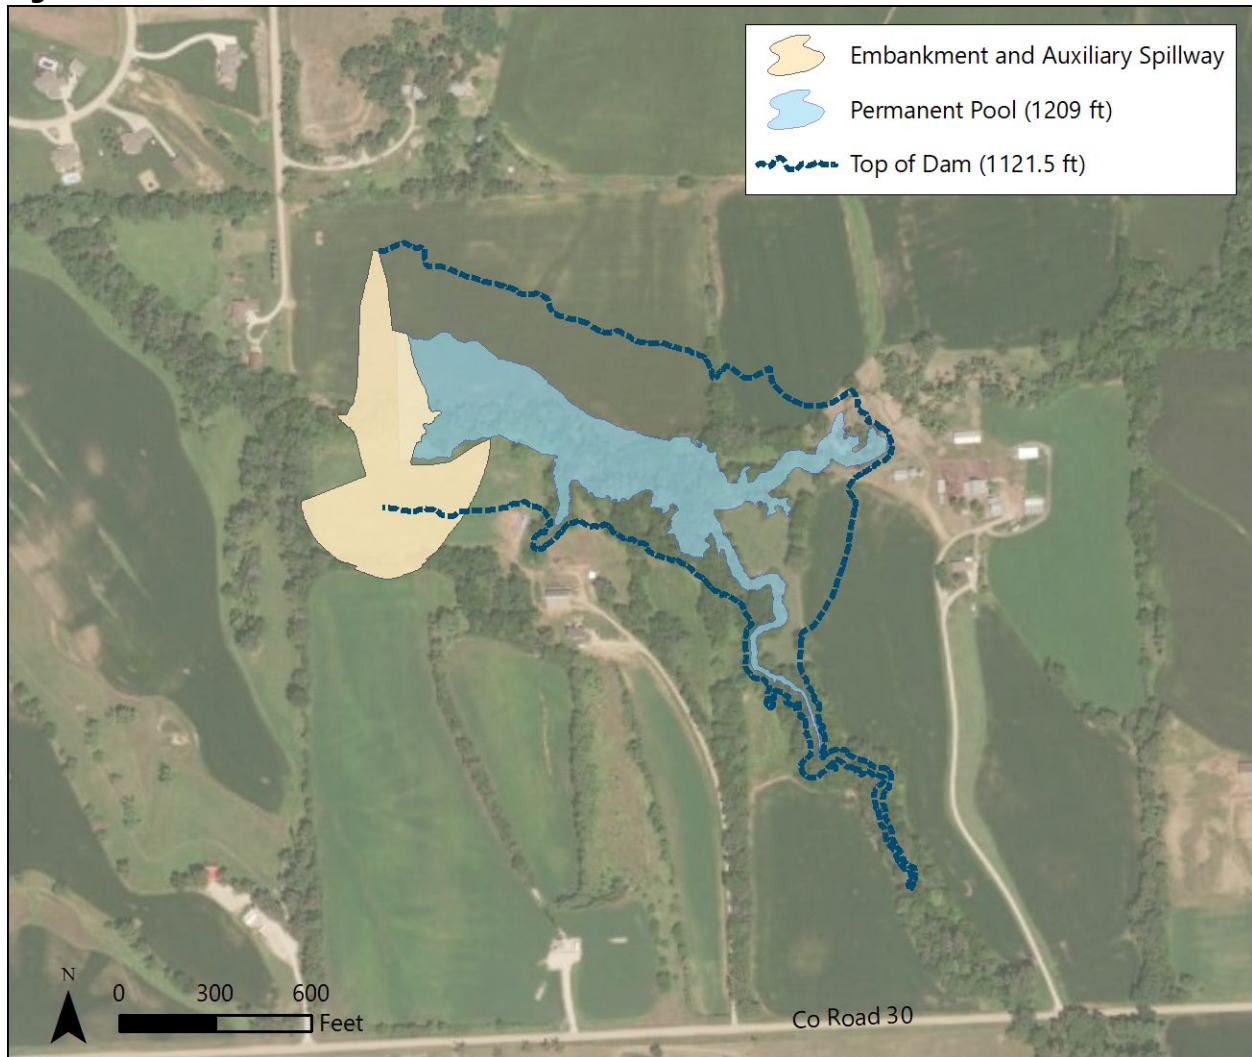 Embankment and Auxiliary Spillway
Permanent Pool (1209 ft)
Top of Dam (1121.5 ft)
N
0 300 600
Feet
Co Road 30